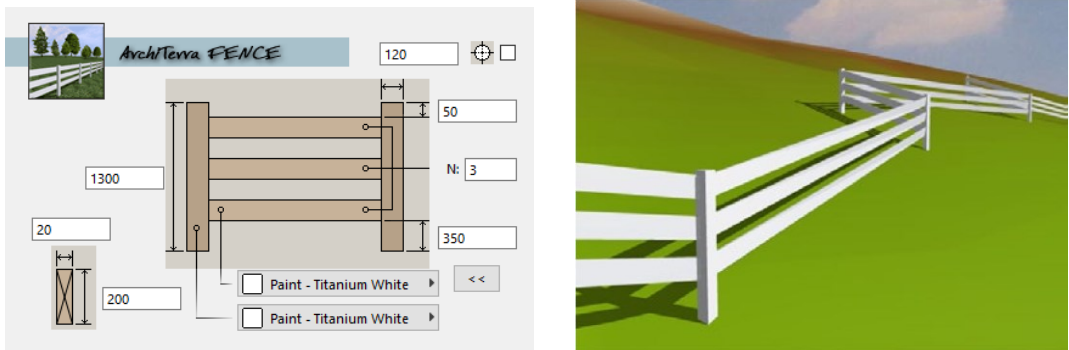 ArchiTerra FENCE
120
50
N: 3
1300
20
350
<<
Paint - Titanium White
200
Paint - Titanium White